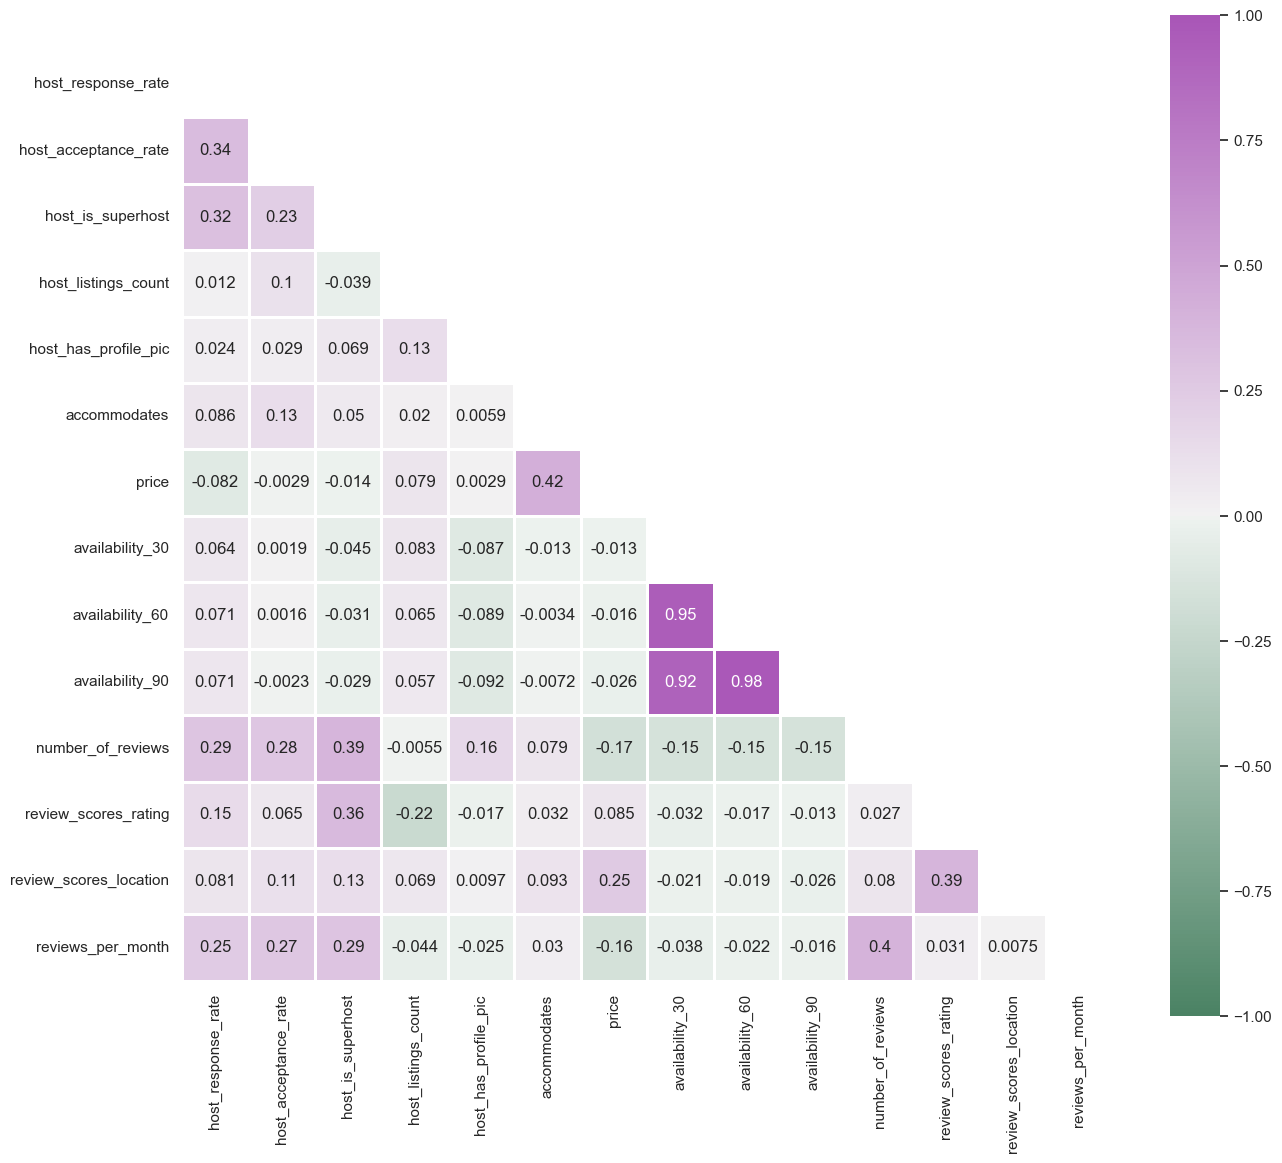 1.00
host_response_rate
0.75
host_acceptance_rate 0.34
host_is_superhost 0.32 0.23
0.50
host_listings_count 0.012 0.1 -0.039
host_has_profile_pic 0.024 0.029 0.069 0.13
0.25
accommodates 0.086 0.13 0.05 0.02 0.0059
price -0.082 -0.0029 -0.014 0.079 0.0029 0.42
0.00
availability_30 0.064 0.0019 -0.045 0.083 -0.087 -0.013 -0.013
availability_60 0.071 0.0016 -0.031 0.065 -0.089 -0.0034 -0.016 0.95
−0.25
availability_90 0.071 -0.0023 -0.029 0.057 -0.092 -0.0072 -0.026 0.92 0.98
number_of_reviews 0.29 0.28 0.39 -0.0055 0.16 0.079 -0.17 -0.15 -0.15 -0.15
−0.50
review_scores_rating 0.15 0.065 0.36 -0.22 -0.017 0.032 0.085 -0.032 -0.017 -0.013 0.027
review_scores_location 0.081 0.11 0.13 0.069 0.0097 0.093 0.25 -0.021 -0.019 -0.026 0.08 0.39
−0.75
reviews_per_month 0.25 0.27 0.29 -0.044 -0.025 0.03 -0.16 -0.038 -0.022 -0.016 0.4 0.031 0.0075
−1.00
host_response_rate
host_acceptance_rate
host_is_superhost
host_listings_count
host_has_profile_pic
accommodates
price
availability_30
availability_60
availability_90
number_of_reviews
review_scores_rating
review_scores_location
reviews_per_month